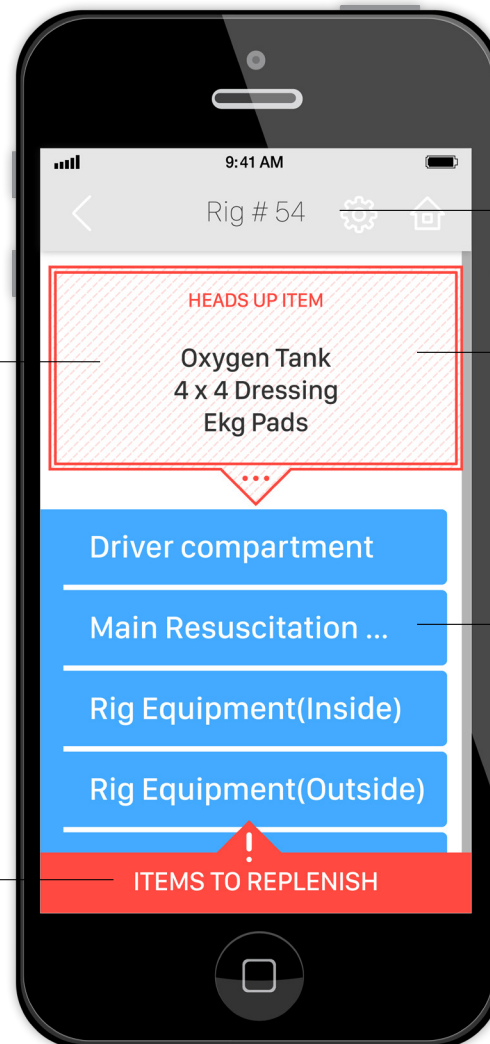 9:41 AM
Rig # 54
HEADS UP ITEM
Oxygen Tank
4 x 4 Dressing
Ekg Pads
Driver compartment
Main Resuscitation ...
Rig Equipment(Inside)
Rig Equipment(Outside)
!
ITEMS TO REPLENISH